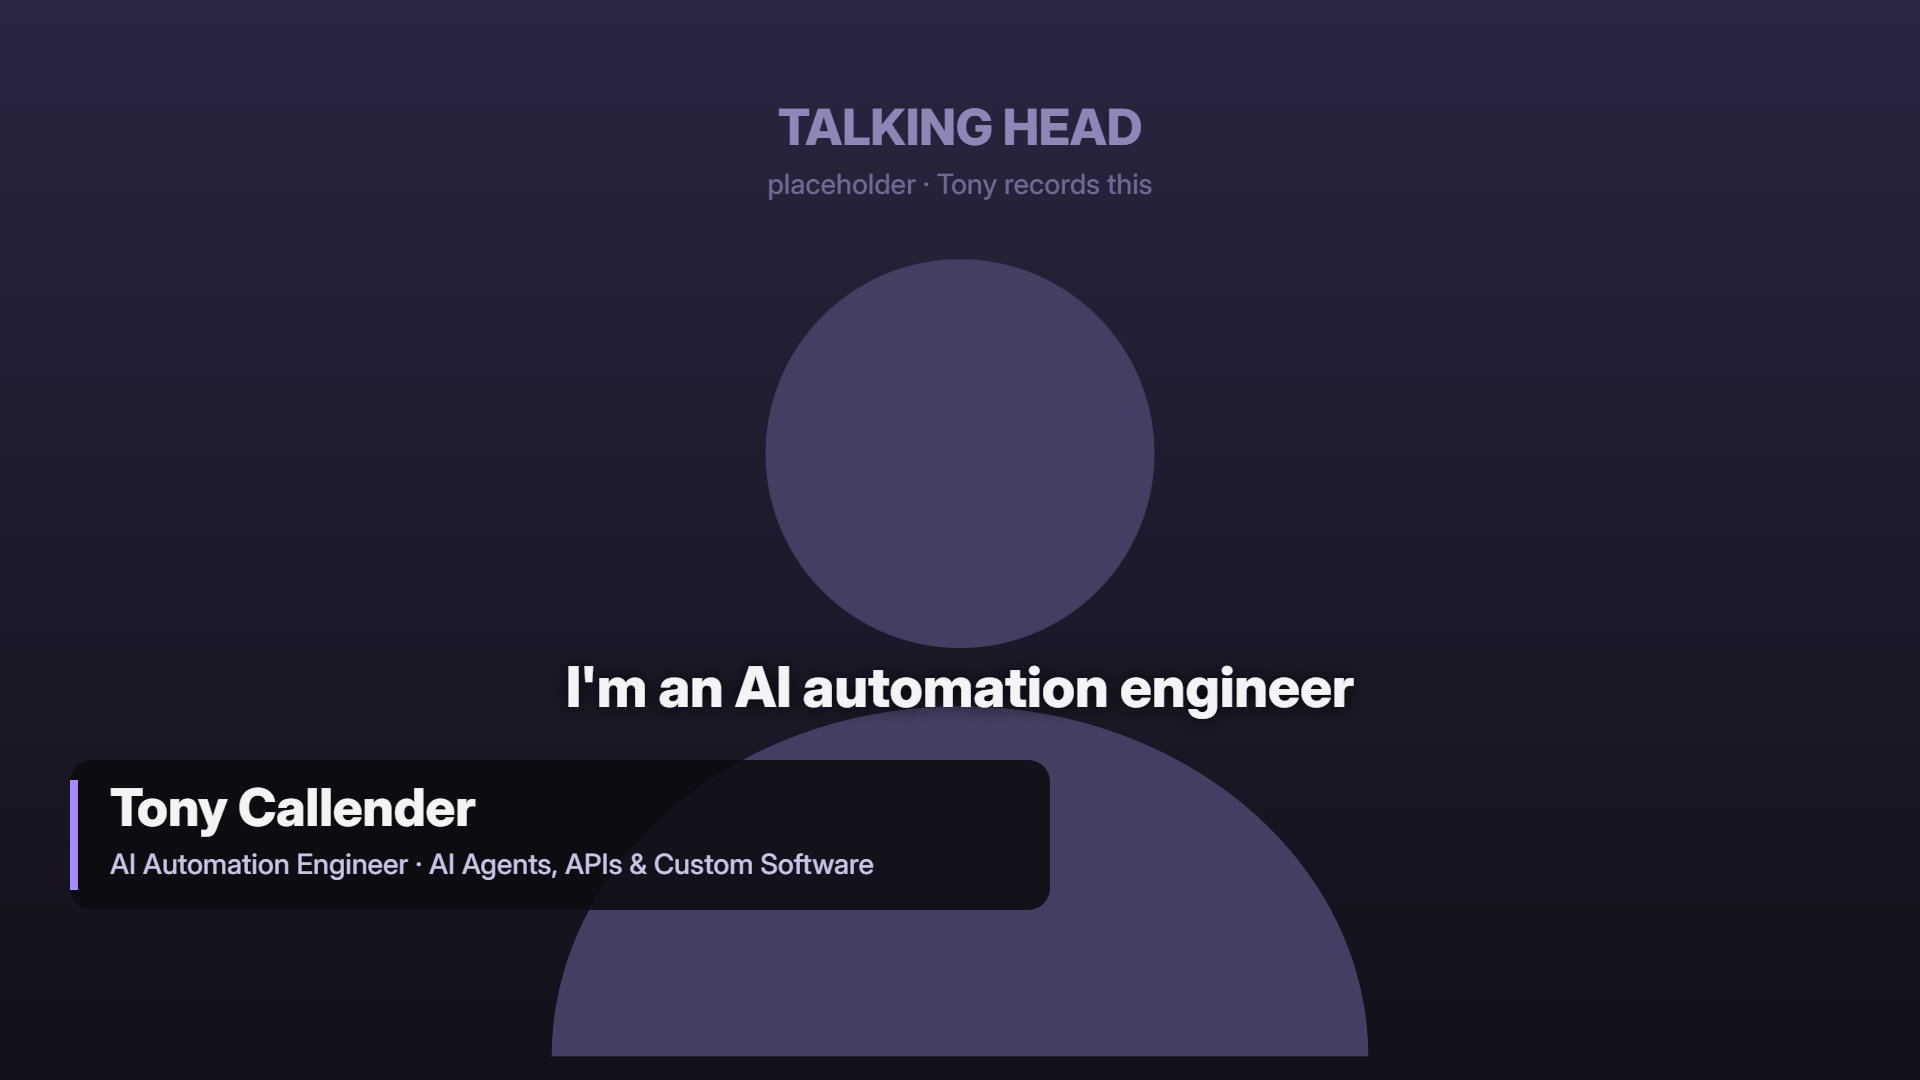 TALKING HEAD
placeholder · Tony records this
I'm an AI automation engineer
Tony Callender
AI Automation Engineer · AI Agents, APIs & Custom Software